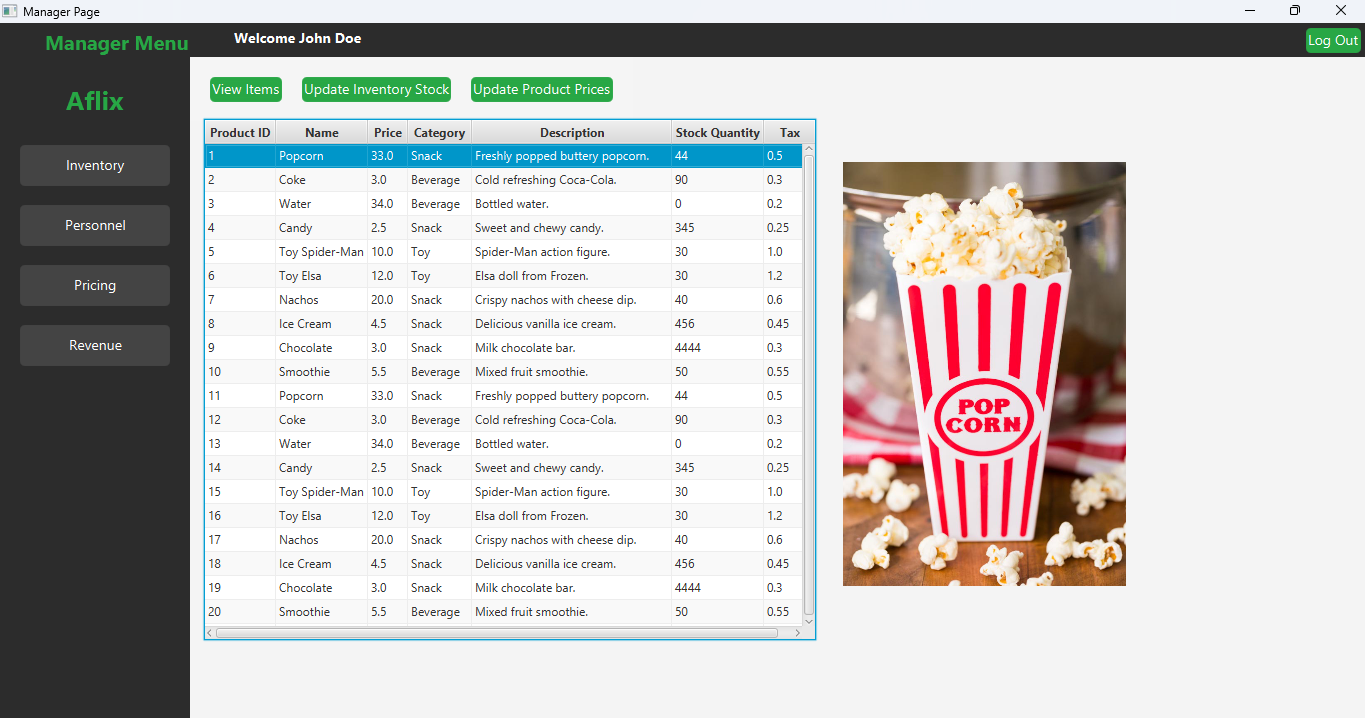 Manager Page
Manager Menu Welcome John Doe Log Out
Aflix
Inventory
Personnel
Pricing
Revenue
View Items Update Inventory Stock Update Product Prices
Product ID Name Price Category Description Stock Quantity Tax
1 Popcorn 33.0 Snack Freshly popped buttery popcorn. 44 0.5
2 Coke 3.0 Beverage Cold refreshing Coca-Cola. 90 0.3
3 Water 34.0 Beverage Bottled water. 0 0.2
4 Candy 2.5 Snack Sweet and chewy candy. 345 0.25
5 Toy Spider-Man 10.0 Toy Spider-Man action figure. 30 1.0
6 Toy Elsa 12.0 Toy Elsa doll from Frozen. 30 1.2
7 Nachos 20.0 Snack Crispy nachos with cheese dip. 40 0.6
8 Ice Cream 4.5 Snack Delicious vanilla ice cream. 456 0.45
9 Chocolate 3.0 Snack Milk chocolate bar. 4444 0.3
10 Smoothie 5.5 Beverage Mixed fruit smoothie. 50 0.55
11 Popcorn 33.0 Snack Freshly popped buttery popcorn. 44 0.5
12 Coke 3.0 Beverage Cold refreshing Coca-Cola. 90 0.3
13 Water 34.0 Beverage Bottled water. 0 0.2
14 Candy 2.5 Snack Sweet and chewy candy. 345 0.25
15 Toy Spider-Man 10.0 Toy Spider-Man action figure. 30 1.0
16 Toy Elsa 12.0 Toy Elsa doll from Frozen. 30 1.2
17 Nachos 20.0 Snack Crispy nachos with cheese dip. 40 0.6
18 Ice Cream 4.5 Snack Delicious vanilla ice cream. 456 0.45
19 Chocolate 3.0 Snack Milk chocolate bar. 4444 0.3
20 Smoothie 5.5 Beverage Mixed fruit smoothie. 50 0.55
POP
CORN